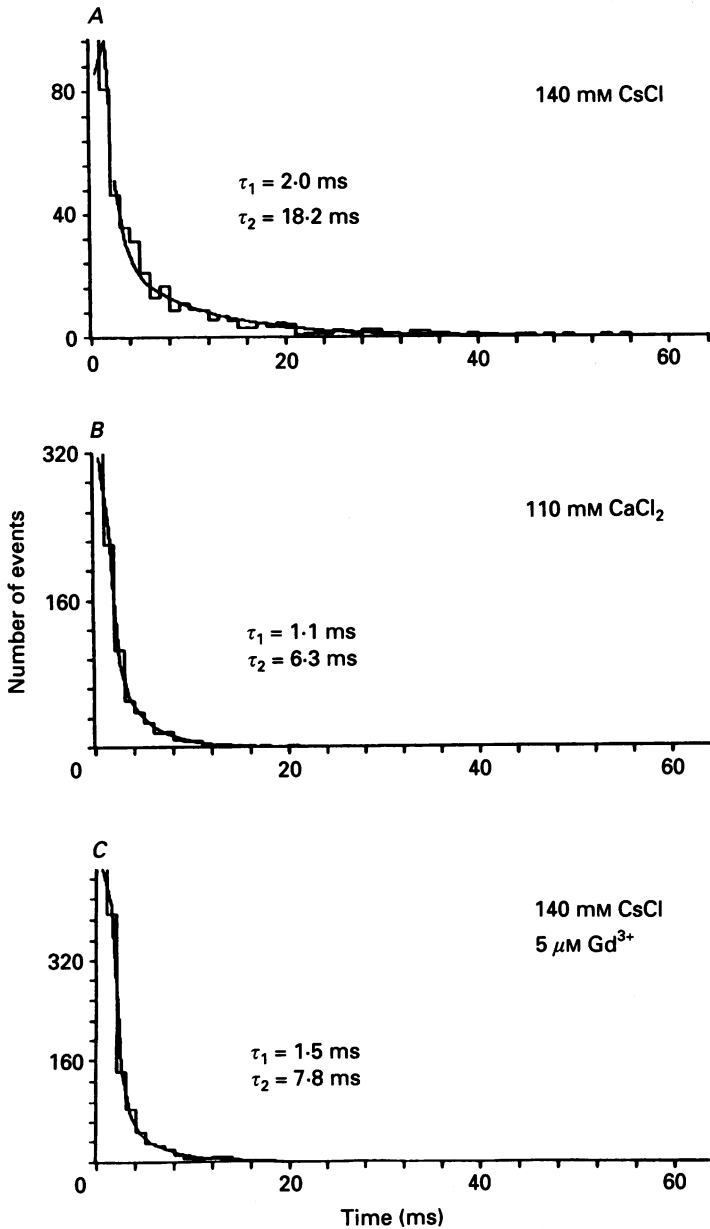 A
80
40
0
140 mM CsCl
τ₁ = 2·0 ms
τ₂ = 18·2 ms
0 20 40 60
B
320
160
0
110 mM CaCl₂
τ₁ = 1·1 ms
τ₂ = 6·3 ms
20 40 60
Number of events
C
320
160
140 mM CsCl
5 μM Gd³⁺
τ₁ = 1·5 ms
τ₂ = 7·8 ms
0 20 40 60
Time (ms)